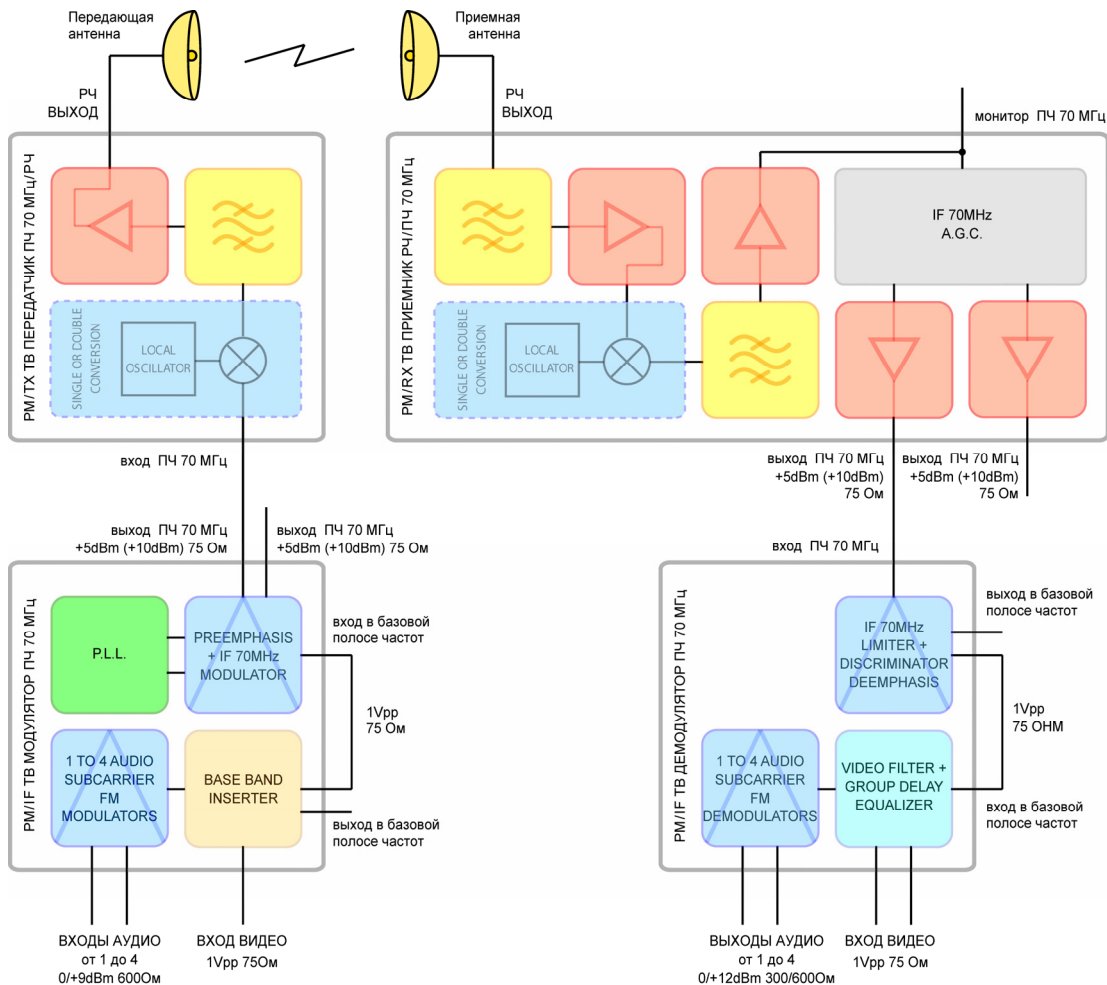 Передающая
антенна
Приемная
антенна
РЧ
ВЫХОД
РЧ
ВЫХОД
монитор ПЧ 70 МГц
РМ/ТХ ТВ ПЕРЕДАТЧИК ПЧ 70 МГц/РЧ
SINGLE OR DOUBLE
CONVERSION
LOCAL
OSCILLATOR
РМ/RX ТВ ПРИЕМНИК РЧ/ПЧ 70 МГц
IF 70MHz
A.G.C.
SINGLE OR DOUBLE
CONVERSION
LOCAL
OSCILLATOR
вход ПЧ 70 МГц
выход ПЧ 70 МГц
+5dBm (+10dBm)
75 Ом
выход ПЧ 70 МГц
+5dBm (+10dBm)
75 Ом
выход ПЧ 70 МГц
+5dBm (+10dBm) 75 Ом
выход ПЧ 70 МГц
+5dBm (+10dBm) 75 Ом
вход ПЧ 70 МГц
PM/IF ТВ МОДУЛЯТОР ПЧ 70 МГц
P.L.L.
PREEMPHASIS
+ IF 70MHz
MODULATOR
вход в базовой
полосе частот
1Vpp
75 Ом
1 TO 4 AUDIO
SUBCARRIER
FM
MODULATORS
BASE BAND
INSERTER
выход в базовой
полосе частот
ВХОДЫ АУДИО
от 1 до 4
0/+9dBm 600Ом
ВХОД ВИДЕО
1Vpp 75Ом
PM/IF ТВ ДЕМОДУЛЯТОР ПЧ 70 МГц
IF 70MHz
LIMITER +
DISCRIMINATOR
DEEMPHASIS
выход в базовой
полосе частот
1Vpp
75 OHM
1 TO 4 AUDIO
SUBCARRIER
FM
DEMODULATORS
VIDEO FILTER +
GROUP DELAY
EQUALIZER
вход в базовой
полосе частот
ВЫХОДЫ АУДИО
от 1 до 4
0/+12dBm 300/600Ом
ВХОД ВИДЕО
1Vpp 75 Ом